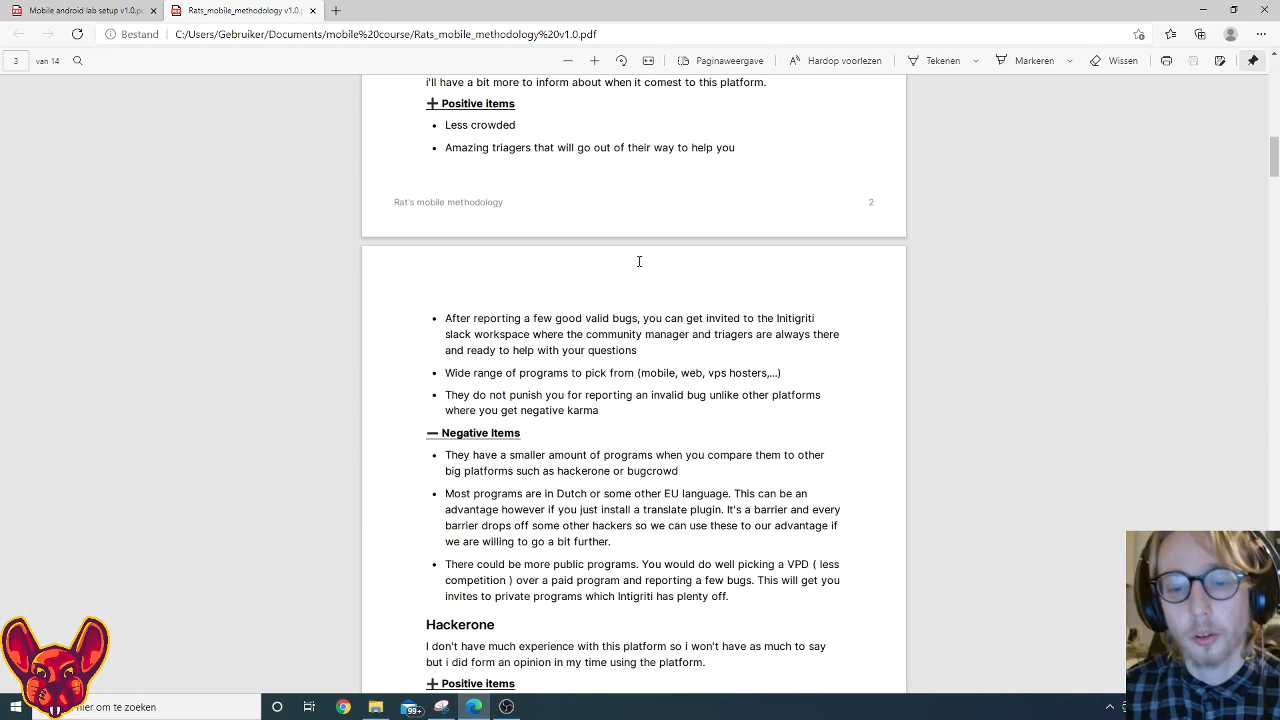 Mobile android lab setup v1.0.pd
Rats_mobile_methodology v1.0.pd
Bestand
C:/Users/Gebruiker/Documents/mobile%20course/Rats_mobile_methodology%20v1.0.pdf
3
van 14
Paginaweergave
Hardop voorlezen
Tekenen
Markeren
Wissen
i'll have a bit more to inform about when it comest to this platform.
Positive items
• Less crowded
• Amazing triagers that will go out of their way to help you
Rat's mobile methodology
2
• After reporting a few good valid bugs, you can get invited to the Initigriti
slack workspace where the community manager and triagers are always there
and ready to help with your questions
• Wide range of programs to pick from (mobile, web, vps hosters,...)
• They do not punish you for reporting an invalid bug unlike other platforms
where you get negative karma
Negative Items
• They have a smaller amount of programs when you compare them to other
big platforms such as hackerone or bugcrowd
• Most programs are in Dutch or some other EU language. This can be an
advantage however if you just install a translate plugin. It's a barrier and every
barrier drops off some other hackers so we can use these to our advantage if
we are willing to go a bit further.
• There could be more public programs. You would do well picking a VPD ( less
competition ) over a paid program and reporting a few bugs. This will get you
invites to private programs which Intigriti has plenty off.
Hackerone
I don't have much experience with this platform so i won't have as much to say
but i did form an opinion in my time using the platform.
Positive items
hier om te zoeken
99+